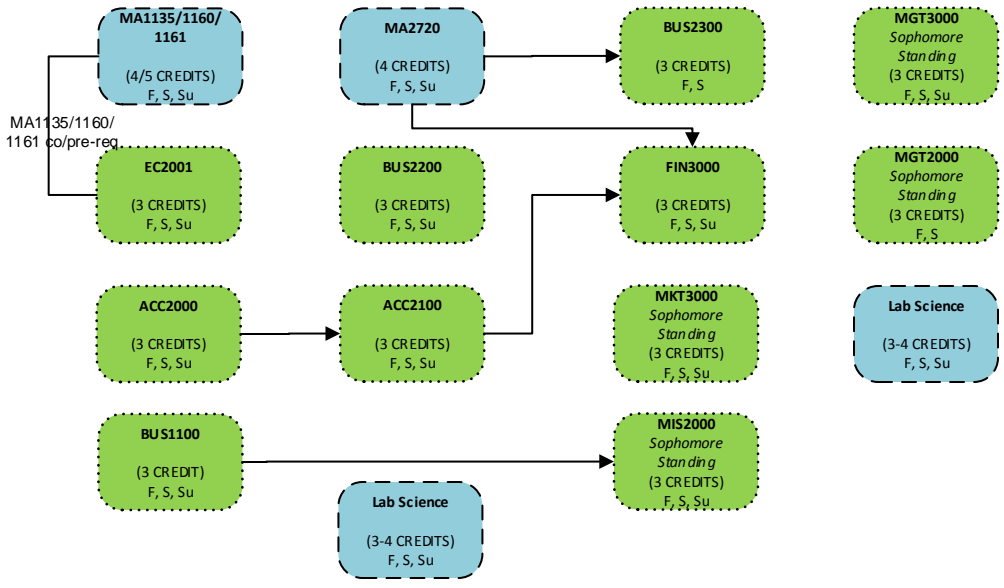 MA1135/1160/
1161
(4/5 CREDITS)
F, S, Su
MA2720
(4 CREDITS)
F, S, Su
BUS2300
(3 CREDITS)
F, S
MGT3000
Sophomore
Standing
(3 CREDITS)
F, S, Su
MA1135/1160/
1161 co/pre-req.
EC2001
(3 CREDITS)
F, S, Su
BUS2200
(3 CREDITS)
F, S, Su
FIN3000
(3 CREDITS)
F, S, Su
MGT2000
Sophomore
Standing
(3 CREDITS)
F, S
ACC2000
(3 CREDITS)
F, S, Su
ACC2100
(3 CREDITS)
F, S, Su
MKT3000
Sophomore
Standing
(3 CREDITS)
F, S, Su
Lab Science
(3-4 CREDITS)
F, S, Su
BUS1100
(3 CREDIT)
F, S, Su
MIS2000
Sophomore
Standing
(3 CREDITS)
F, S, Su
Lab Science
(3-4 CREDITS)
F, S, Su